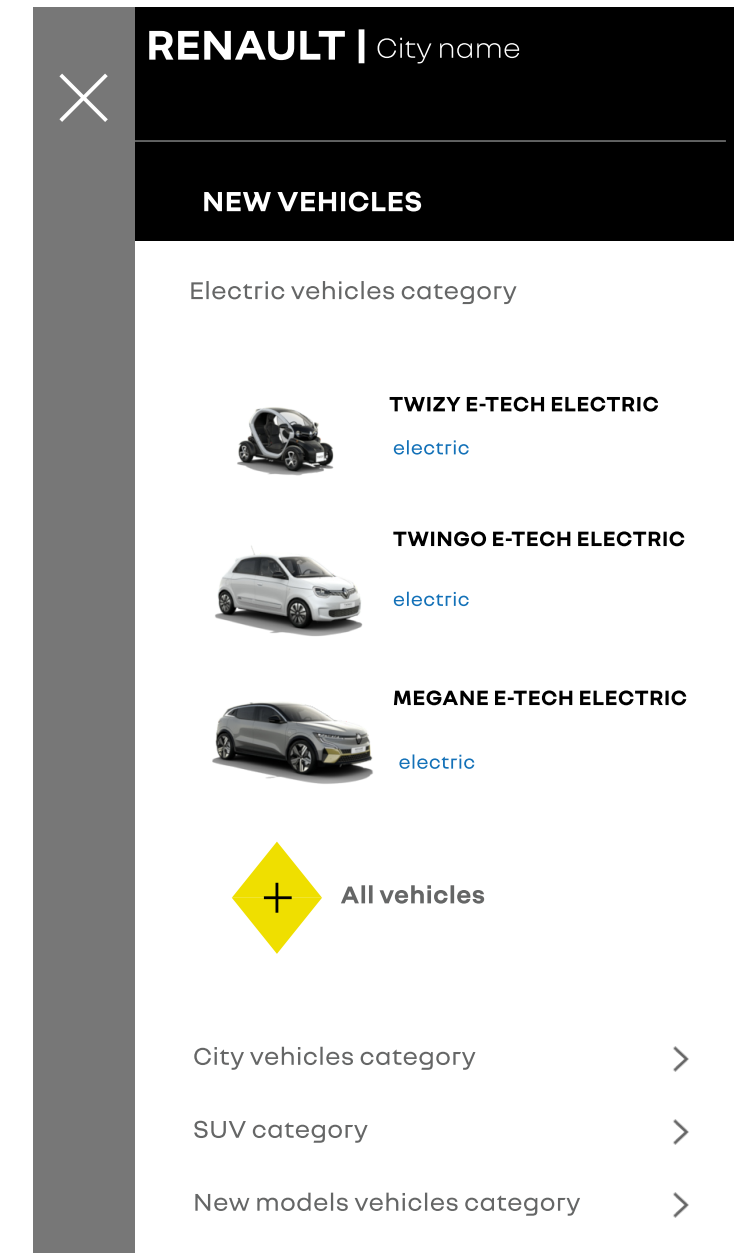 RENAULT | City name
NEW VEHICLES
Electric vehicles category
TWIZY E-TECH ELECTRIC
electric
TWINGO E-TECH ELECTRIC
electric
MEGANE E-TECH ELECTRIC
electric
+ All vehicles
City vehicles category
SUV category
New models vehicles category